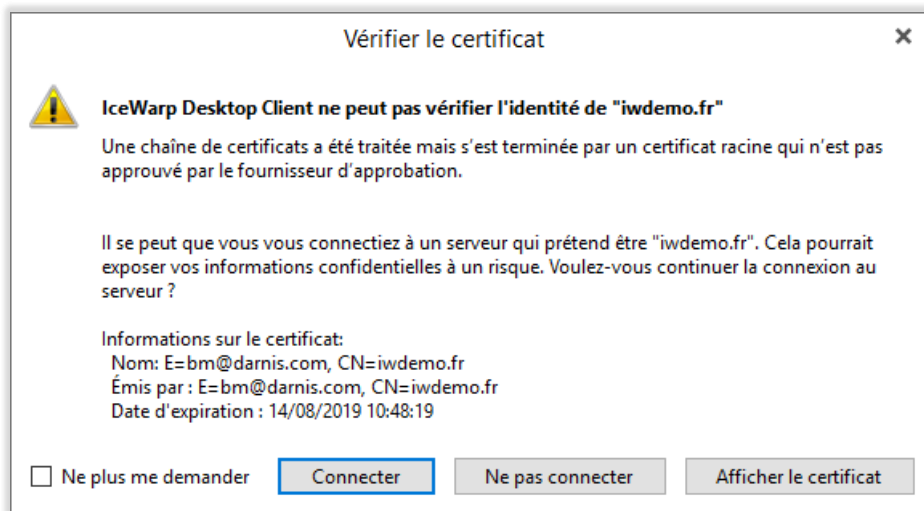 Vérifier le certificat
IceWarp Desktop Client ne peut pas vérifier l'identité de "iwdemo.fr"
Une chaîne de certificats a été traitée mais s’est terminée par un certificat racine qui n’est pas
approuvé par le fournisseur d’approbation.
Il se peut que vous vous connectiez à un serveur qui prétend être "iwdemo.fr". Cela pourrait
exposer vos informations confidentielles à un risque. Voulez-vous continuer la connexion au
serveur ?
Informations sur le certificat:
Nom: E=bm@darnis.com, CN=iwdemo.fr
Émis par : E=bm@darnis.com, CN=iwdemo.fr
Date d'expiration : 14/08/2019 10:48:19
Ne plus me demander Connecter Ne pas connecter Afficher le certificat